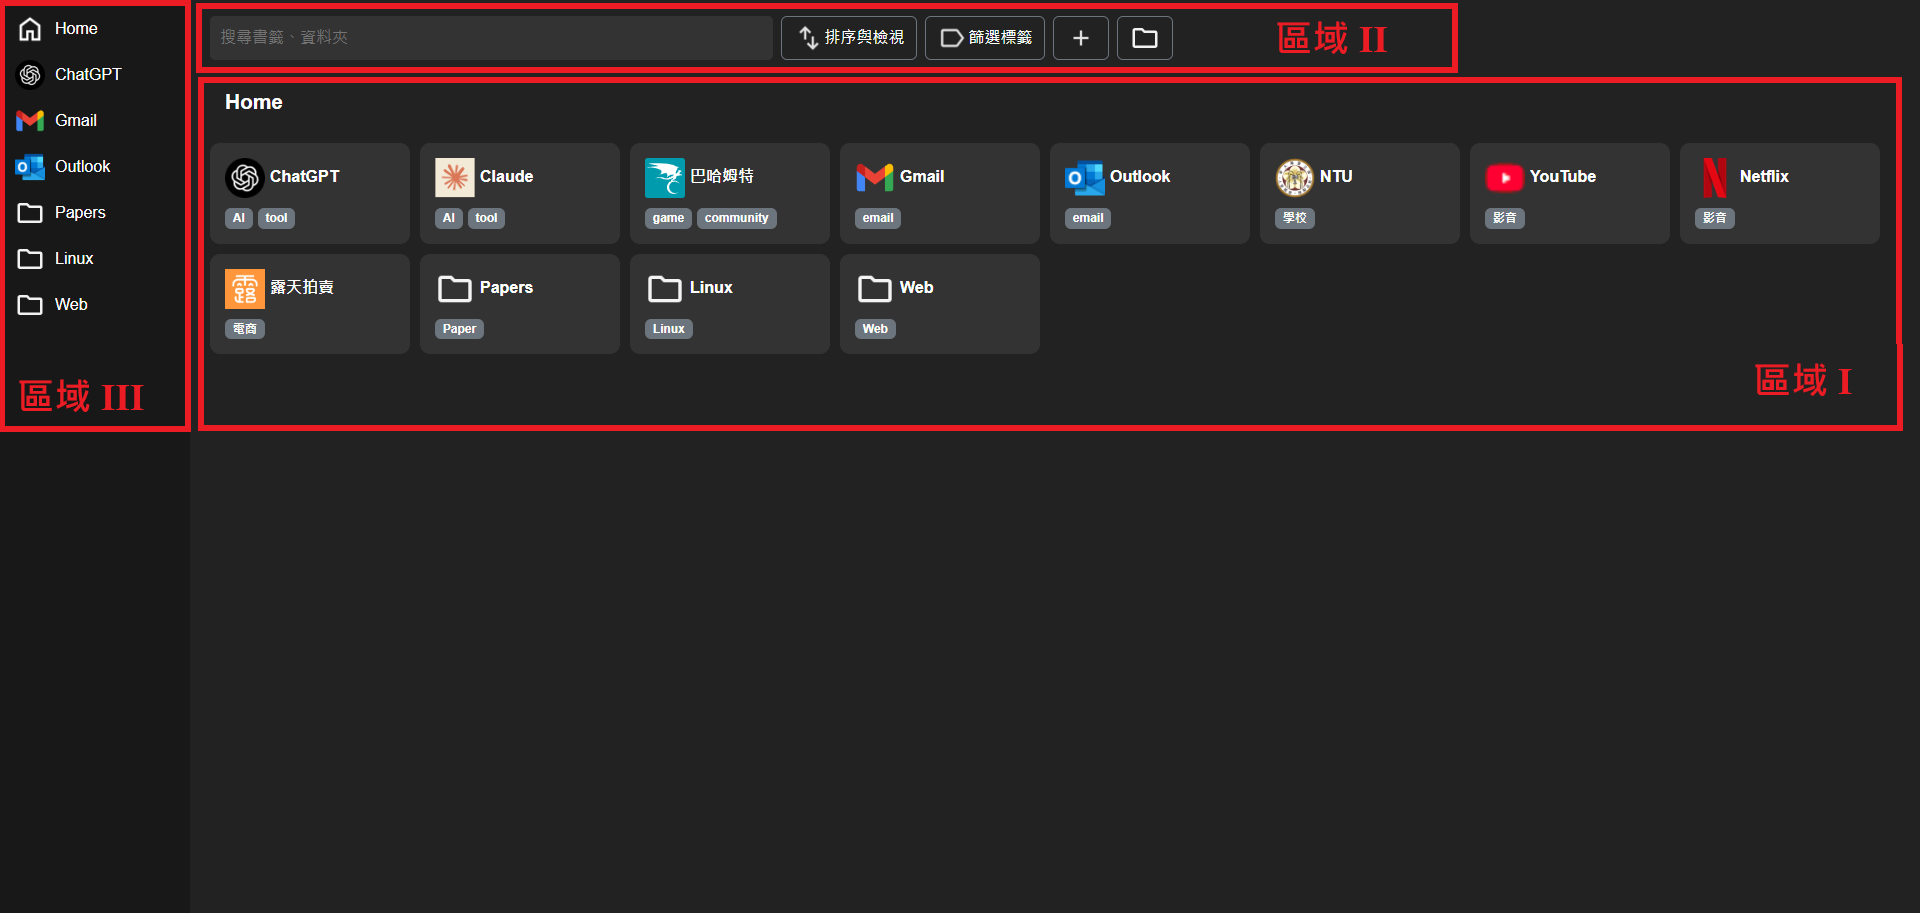 Home
ChatGPT
Gmail
Outlook
Papers
Linux
Web
區域 III
搜尋書籤、資料夾
排序與檢視
篩選標籤
+
區域 II
Home
ChatGPT
AI tool
Claude
AI tool
巴哈姆特
game community
Gmail
email
Outlook
email
NTU
學校
YouTube
影音
Netflix
影音
露
露天拍賣
電商
Papers
Paper
Linux
Linux
Web
Web
區域 I